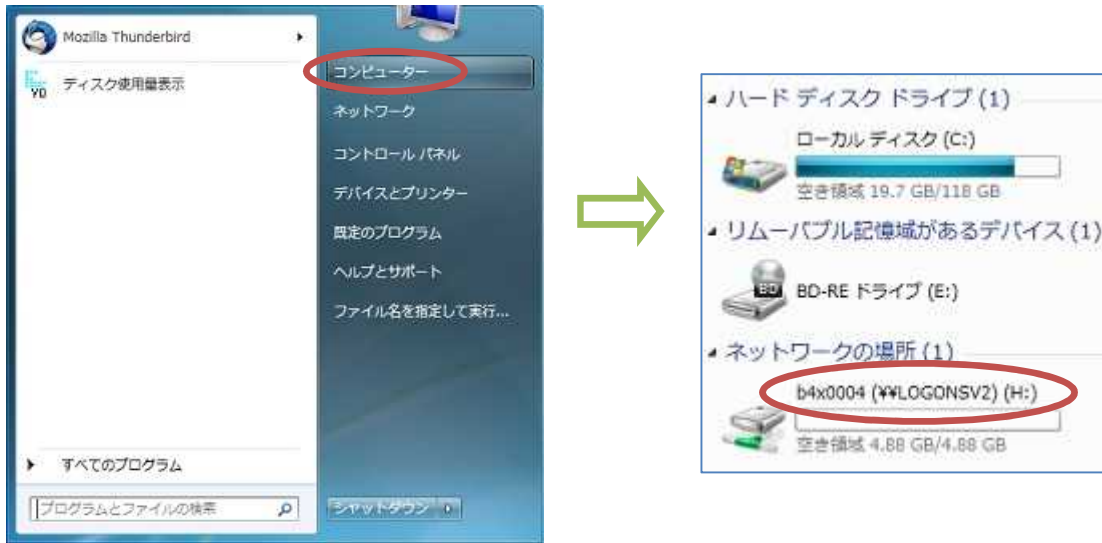 Mozilla Thunderbird
ディスク使用量表示
すべてのプログラム
プログラムとファイルの検索
コンピューター
ネットワーク
コントロール パネル
デバイスとプリンター
既定のプログラム
ヘルプとサポート
ファイル名を指定して実行...
シャットダウン
ハード ディスク ドライブ (1)
ローカル ディスク (C:)
空き領域 19.7 GB/118 GB
リムーバブル記憶域があるデバイス (1)
BD-RE ドライブ (E:)
ネットワークの場所 (1)
b4x0004 (¥¥LOGONSV2) (H:)
空き領域 4.88 GB/4.88 GB